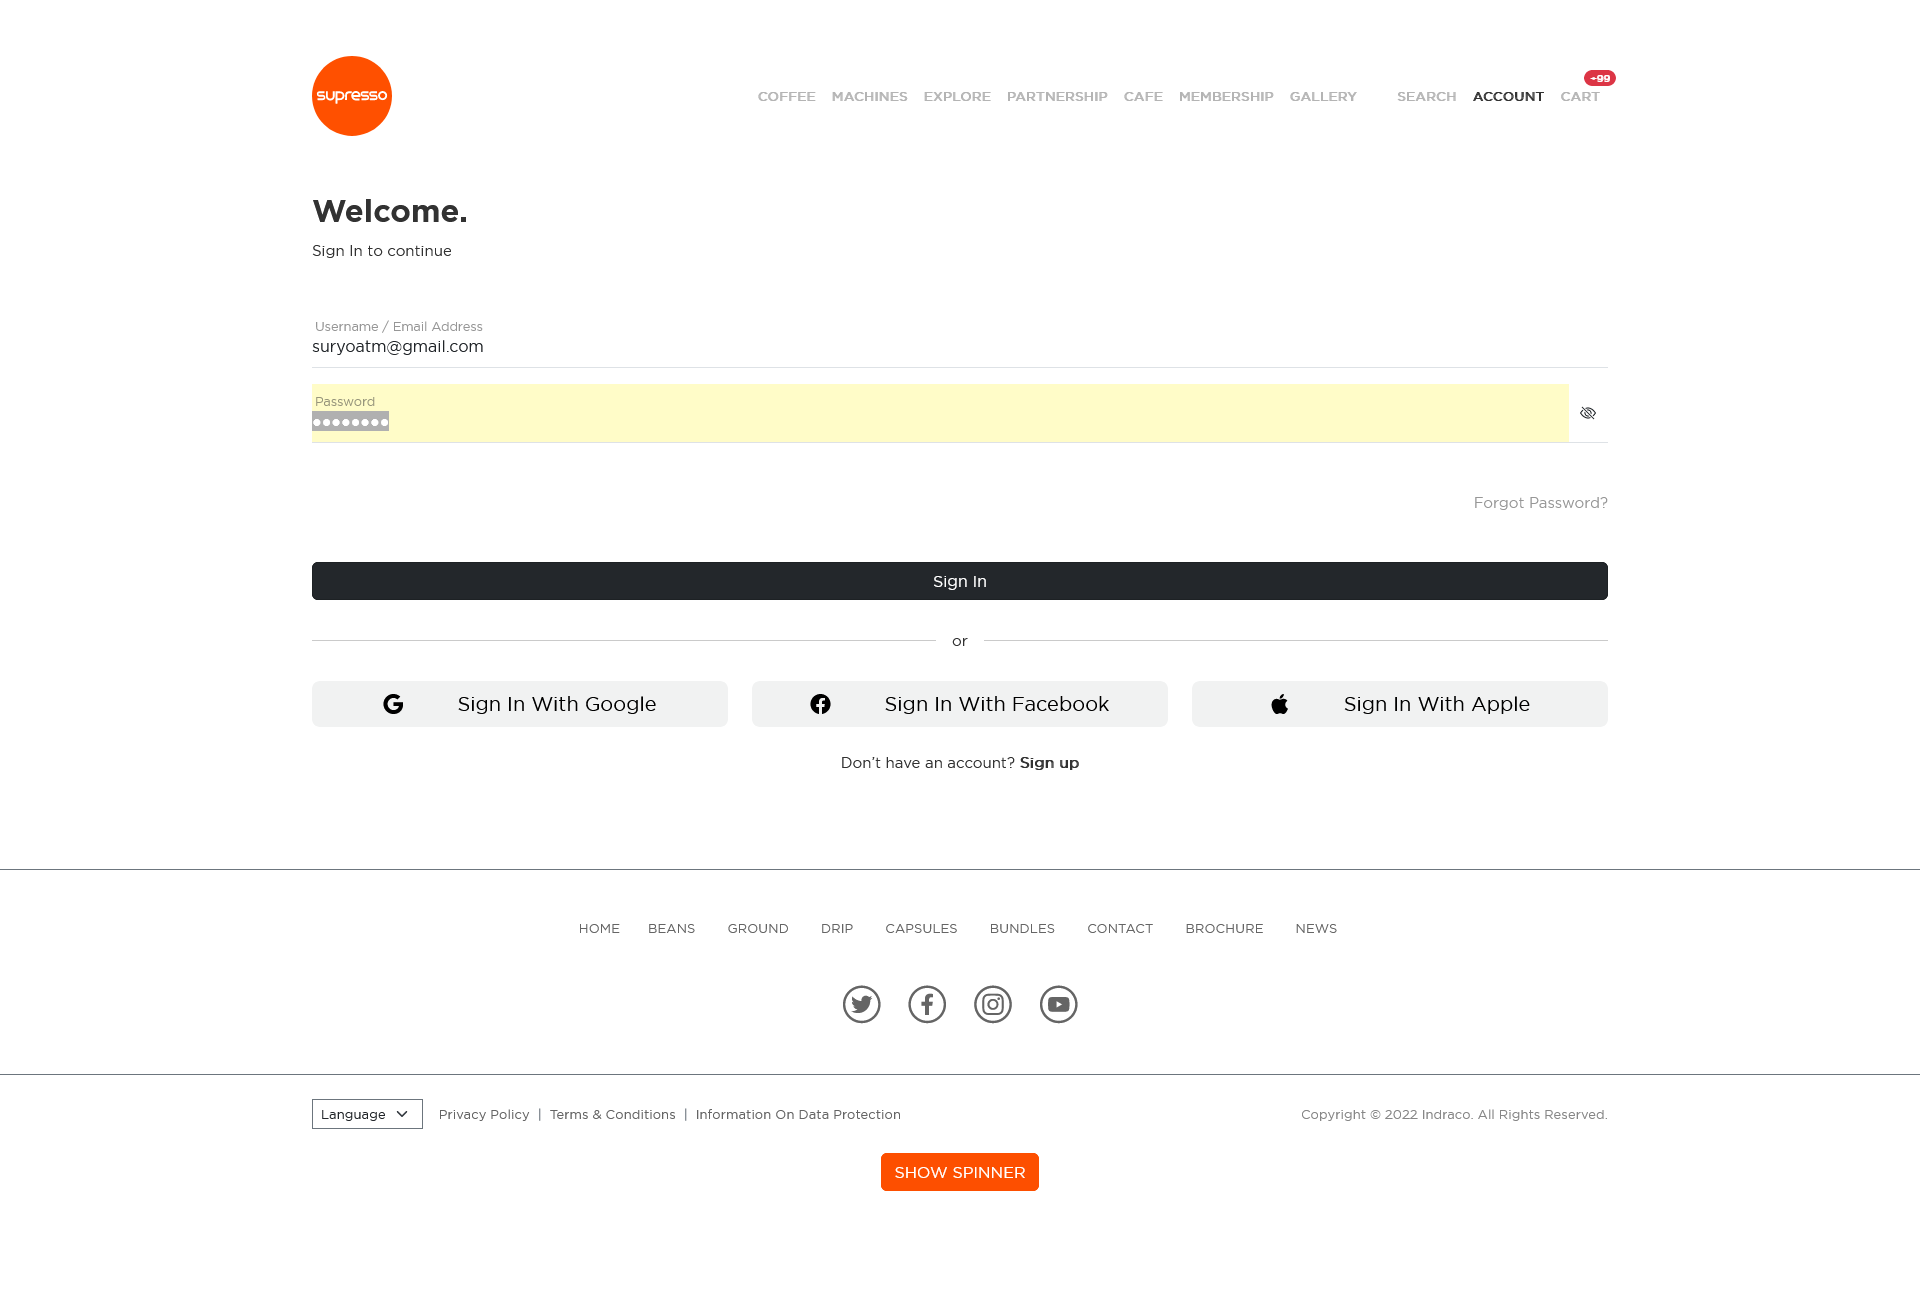 supresso
COFFEE MACHINES EXPLORE PARTNERSHIP CAFE MEMBERSHIP GALLERY SEARCH ACCOUNT CART +99
Welcome.
Sign In to continue
Username / Email Address
suryoatm@gmail.com
Password
••••••••
Forgot Password?
Sign In
or
Sign In With Google
Sign In With Facebook
Sign In With Apple
Don't have an account? Sign up
HOME BEANS GROUND DRIP CAPSULES BUNDLES CONTACT BROCHURE NEWS
Language Privacy Policy | Terms & Conditions | Information On Data Protection Copyright © 2022 Indraco. All Rights Reserved.
SHOW SPINNER